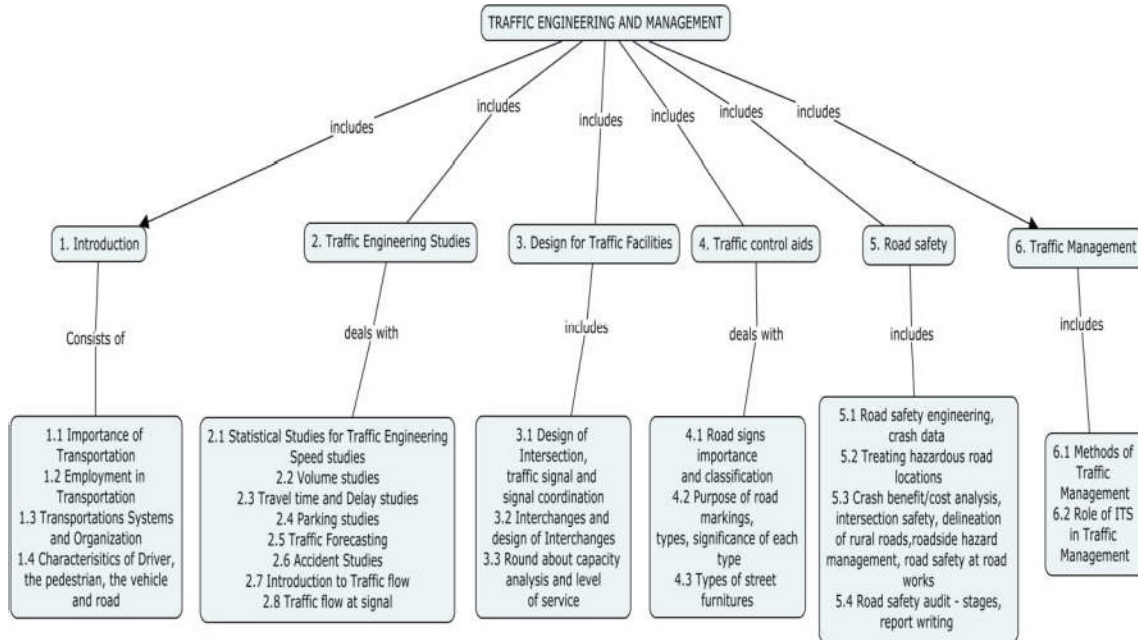 TRAFFIC ENGINEERING AND MANAGEMENT
includes
includes
includes
includes
includes
includes
1. Introduction
2. Traffic Engineering Studies
3. Design for Traffic Facilities
4. Traffic control aids
5. Road safety
6. Traffic Management
Consists of
deals with
includes
deals with
includes
includes
1.1 Importance of
Transportation
1.2 Employment in
Transportation
1.3 Transportations Systems
and Organization
1.4 Characterisitics of Driver,
the pedestrian, the vehicle
and road
2.1 Statistical Studies for Traffic Engineering
Speed studies
2.2 Volume studies
2.3 Travel time and Delay studies
2.4 Parking studies
2.5 Traffic Forecasting
2.6 Accident Studies
2.7 Introduction to Traffic flow
2.8 Traffic flow at signal
3.1 Design of
Intersection,
traffic signal and
signal coordination
3.2 Interchanges and
design of Interchanges
3.3 Round about capacity
analysis and level
of service
4.1 Road signs
importance
and classification
4.2 Purpose of road
markings,
types, significance of each
type
4.3 Types of street
furnitures
5.1 Road safety engineering,
crash data
5.2 Treating hazardous road
locations
5.3 Crash benefit/cost analysis,
intersection safety, delineation
of rural roads,roadside hazard
management, road safety at road
works
5.4 Road safety audit - stages,
report writing
6.1 Methods of
Traffic
Management
6.2 Role of ITS
in Traffic
Management